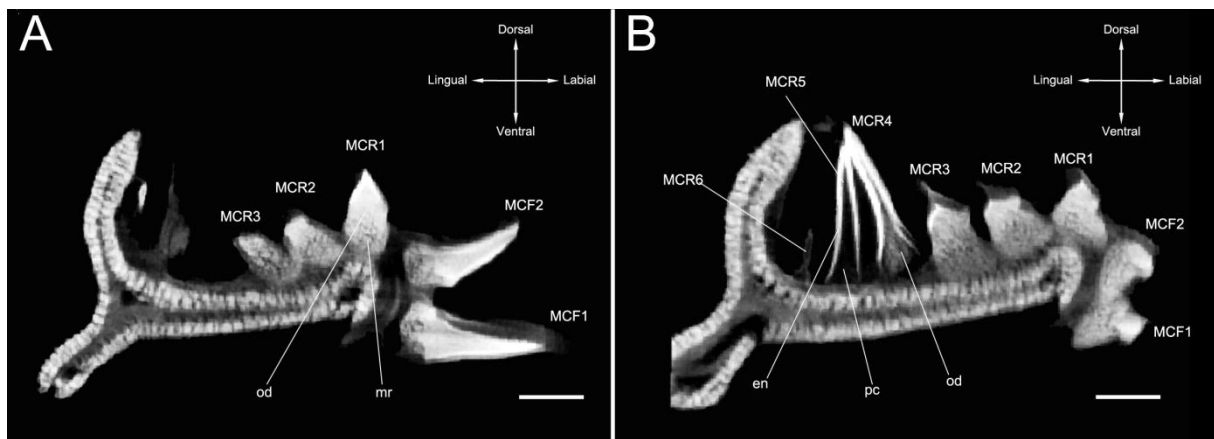 A
Dorsal
Lingual Labial
Ventral
MCR1
MCR2
MCR3
MCF2
MCF1
od
mr
B
Dorsal
Lingual Labial
Ventral
MCR5
MCR4
MCR6
MCR3
MCR2
MCR1
MCF2
MCF1
en
pc
od